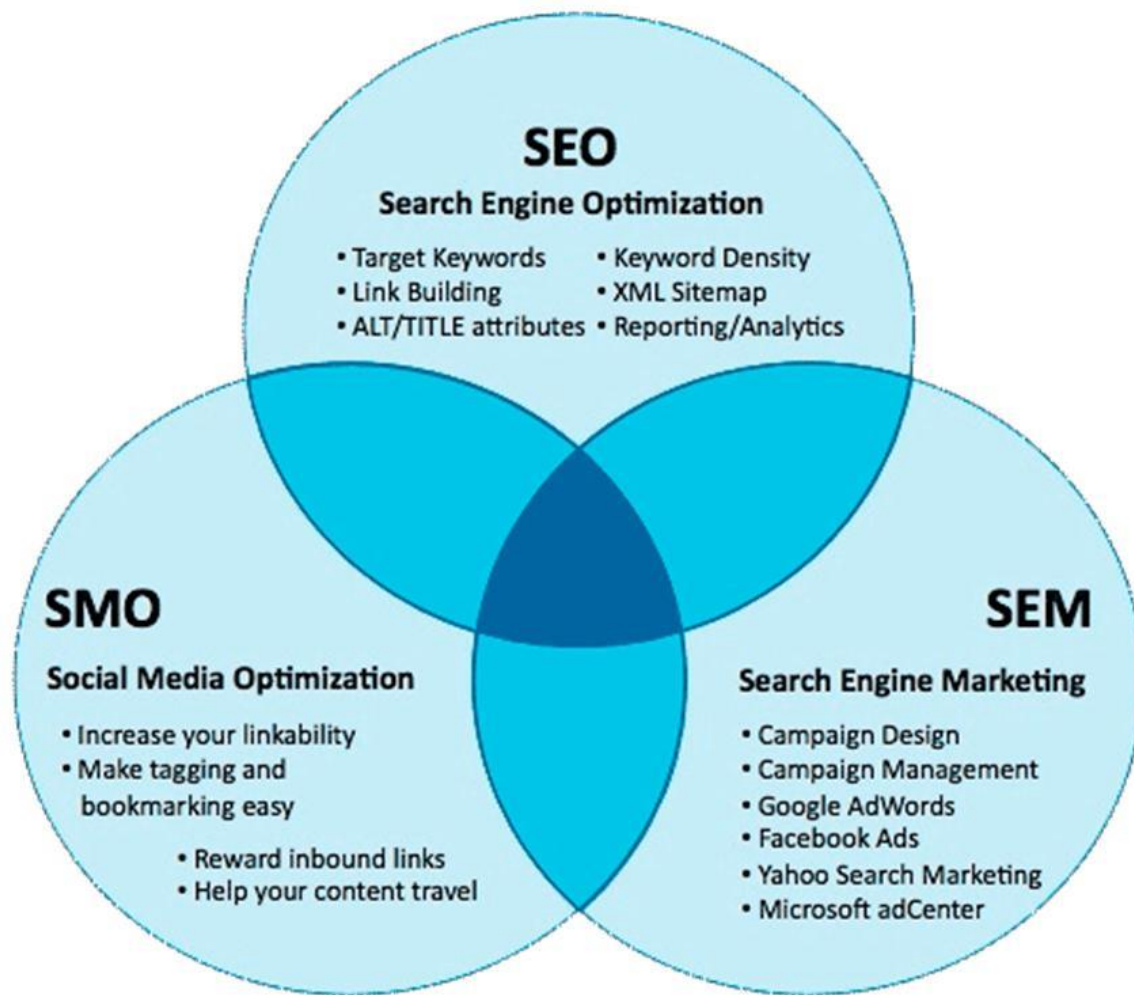 SEO
Search Engine Optimization
• Target Keywords
• Link Building
• ALT/TITLE attributes
• Keyword Density
• XML Sitemap
• Reporting/Analytics
SMO
Social Media Optimization
• Increase your linkability
• Make tagging and
bookmarking easy
• Reward inbound links
• Help your content travel
SEM
Search Engine Marketing
• Campaign Design
• Campaign Management
• Google AdWords
• Facebook Ads
• Yahoo Search Marketing
• Microsoft adCenter